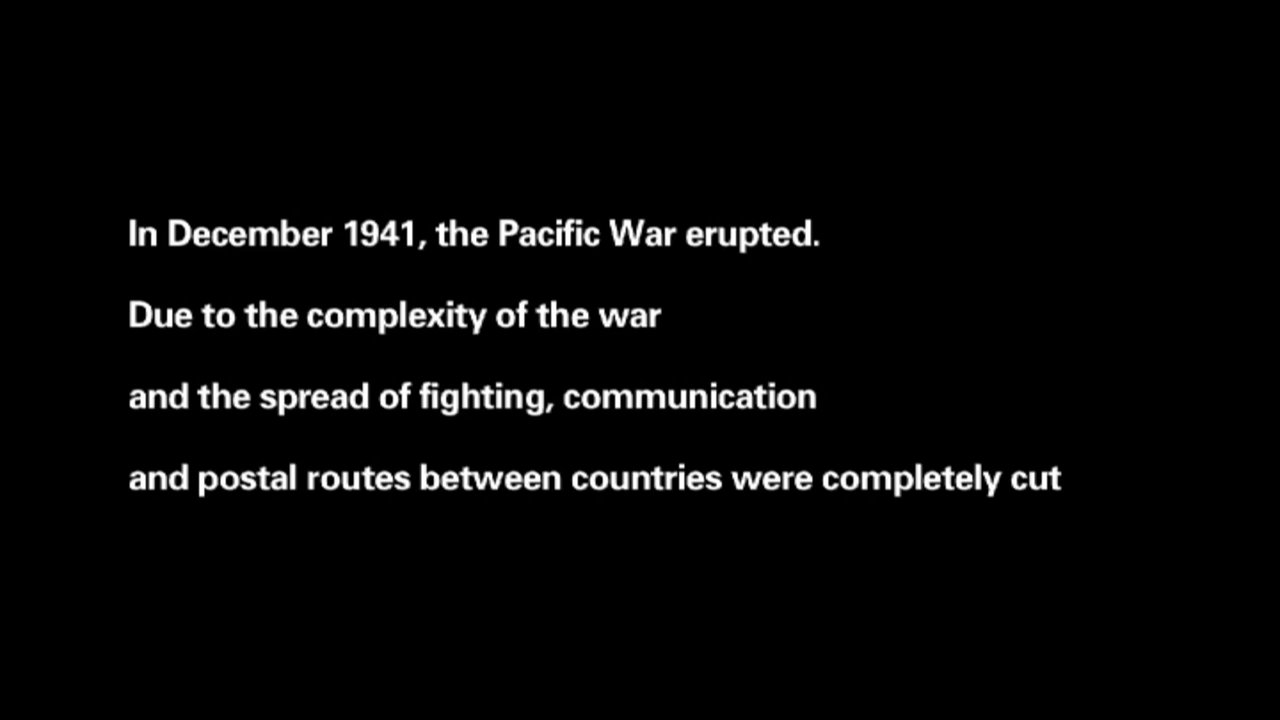 In December 1941, the Pacific War erupted.
Due to the complexity of the war
and the spread of fighting, communication
and postal routes between countries were completely cut